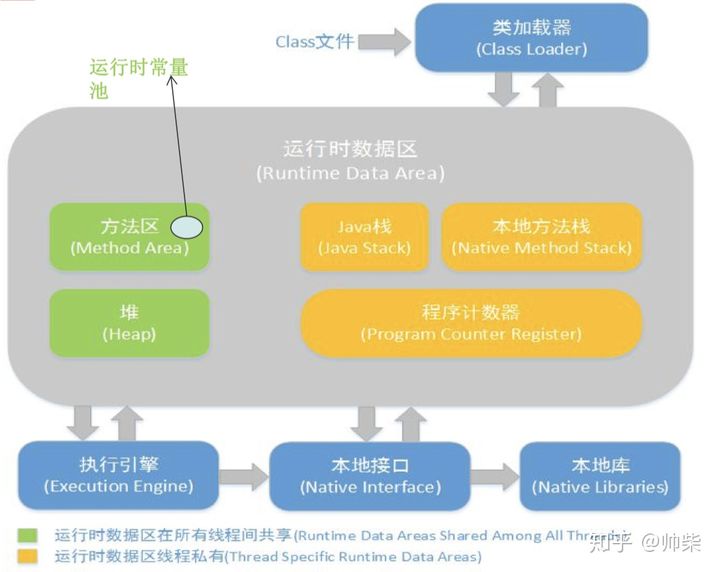 类加载器
Class文件
(Class Loader)
运行时常量
池
运行时数据区
(Runtime Data Area)
方法区
(Method Area)
Java栈
(Java Stack)
本地方法栈
(Native Method Stack)
堆
(Heap)
程序计数器
(Program Counter Register)
执行引擎
(Execution Engine)
本地接口
(Native Interface)
本地库
(Native Libraries)
运行时数据区在所有线程间共享(Runtime Data Areas Shared Among All
运行时数据区线程私有(Thread Specific Runtime Data Areas)
知乎 @帅柴